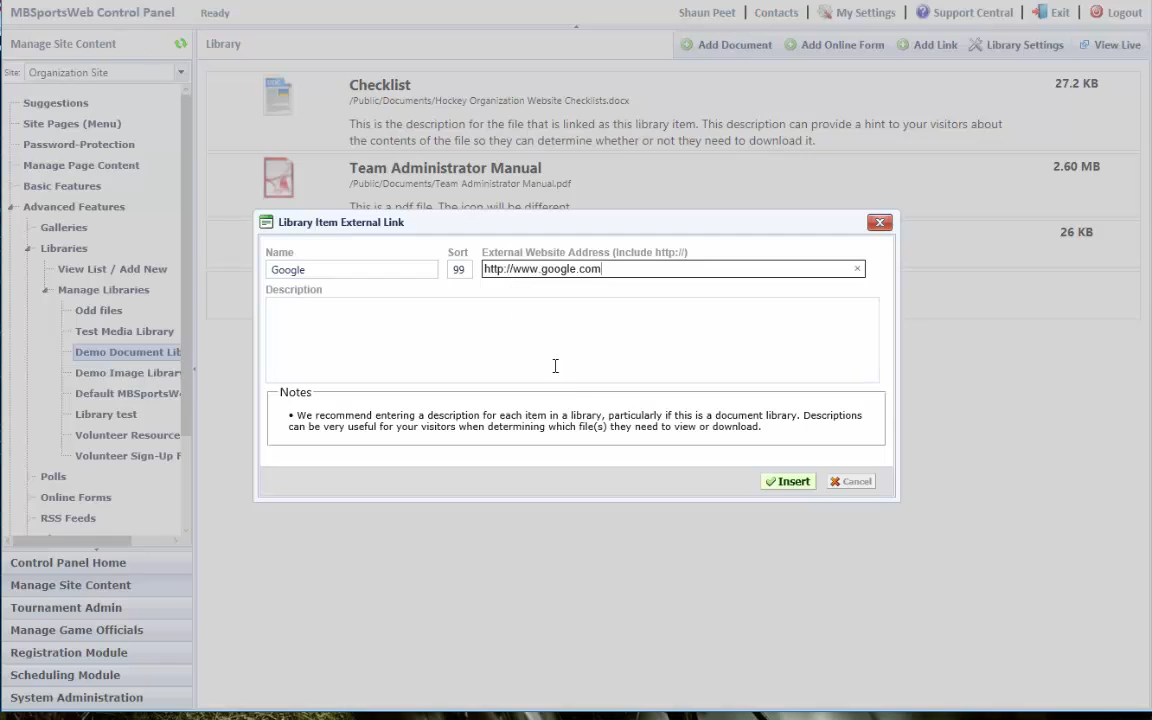 MBSportsWeb Control Panel
Ready
Shaun Peet
Contacts
My Settings
Support Central
Exit
Logout
Manage Site Content
Library
Add Document
Add Online Form
Add Link
Library Settings
View Live
Site: Organization Site
Suggestions
Site Pages (Menu)
Password-Protection
Manage Page Content
Basic Features
Advanced Features
Galleries
Libraries
View List / Add New
Manage Libraries
Odd files
Test Media Library
Demo Document Lib
Demo Image Librar
Default MBSportsW
Library test
Volunteer Resource
Volunteer Sign-Up F
Polls
Online Forms
RSS Feeds
Control Panel Home
Manage Site Content
Tournament Admin
Manage Game Officials
Registration Module
Scheduling Module
System Administration
Checklist
27.2 KB
/Public/Documents/Hockey Organization Website Checklists.docx
This is the description for the file that is linked as this library item. This description can provide a hint to your visitors about
the contents of the file so they can determine whether or not they need to download it.
Team Administrator Manual
2.60 MB
/Public/Documents/Team Administrator Manual.pdf
This is a pdf file. The icon will be different.
26 KB
Library Item External Link
Name
Sort
External Website Address (Include http://)
Google
99
http://www.google.com
Description
Notes
• We recommend entering a description for each item in a library, particularly if this is a document library. Descriptions
can be very useful for your visitors when determining which file(s) they need to view or download.
Insert
Cancel